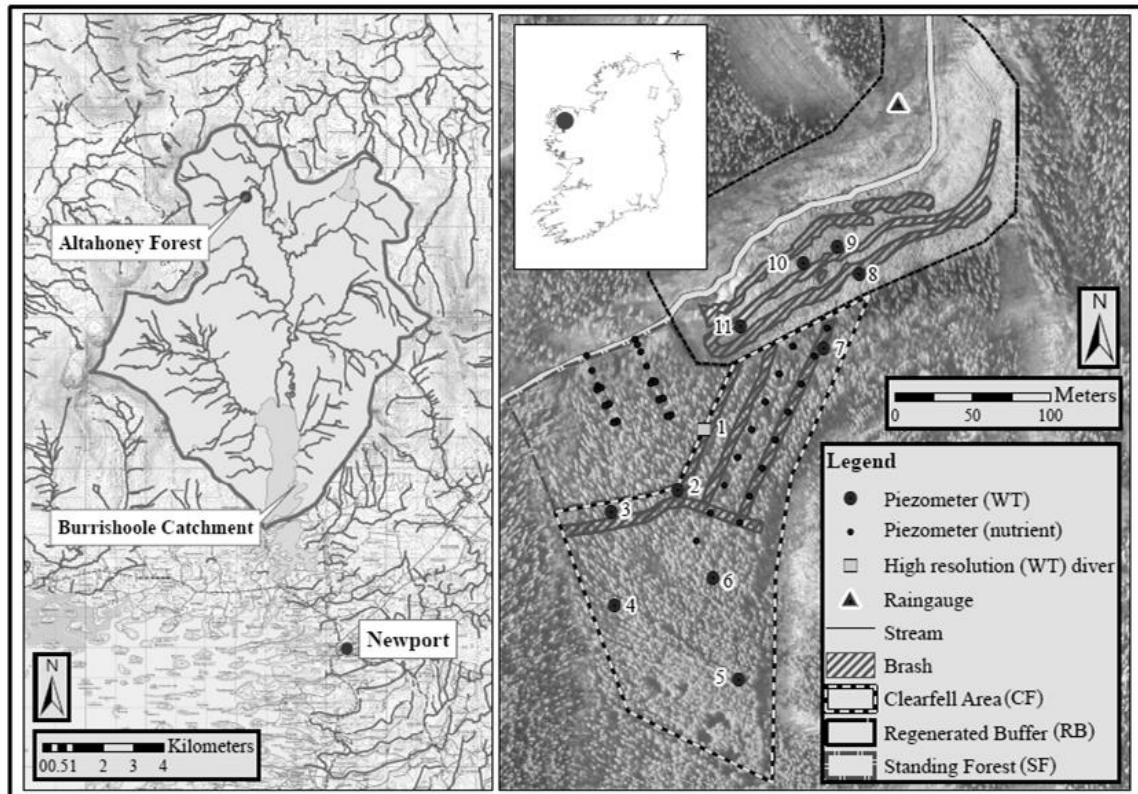 Altahoney Forest
Burrishoole Catchment
Newport
N
Kilometers
00.51 2 3 4
N
Meters
0 50 100
1
2
3
4
5
6
7
8
9
10
11
Legend
Piezometer (WT)
Piezometer (nutrient)
High resolution (WT) diver
Raingauge
Stream
Brash
Clearfell Area (CF)
Regenerated Buffer (RB)
Standing Forest (SF)